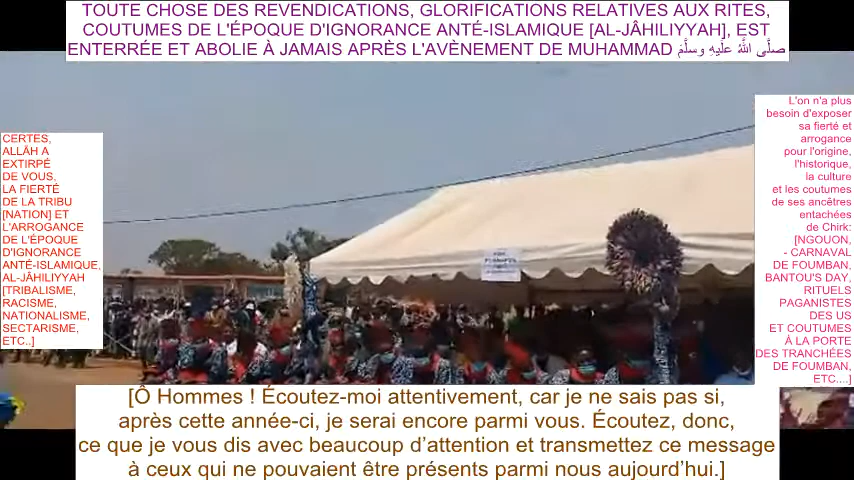 TOUTE CHOSE DES REVENDICATIONS, GLORIFICATIONS RELATIVES AUX RITES,
COUTUMES DE L'ÉPOQUE D'IGNORANCE ANTÉ-ISLAMIQUE [AL-JÂHILIYYAH], EST
ENTERRÉE ET ABOLIE À JAMAIS APRÈS L'AVÈNEMENT DE MUHAMMAD صلَّى اللَّهُ علَيهِ وسلَّمَ
CERTES,
ALLÂH A
EXTIRPÉ
DE VOUS,
LA FIERTÉ
DE LA TRIBU
[NATION] ET
L'ARROGANCE
DE L'ÉPOQUE
D'IGNORANCE
ANTÉ-ISLAMIQUE,
AL-JÂHILIYYAH
[TRIBALISME,
RACISME,
NATIONALISME,
SECTARISME,
ETC..]
L'on n'a plus
besoin d'exposer
sa fierté et
arrogance
pour l'origine,
l'historique,
la culture
et les coutumes
de ses ancêtres
entachées
de Chirk:
[NGOUON,
- CARNAVAL
DE FOUMBAN,
BANTOU'S DAY,
RITUELS
PAGANISTES
DES US
ET COUTUMES
À LA PORTE
DES TRANCHÉES
DE FOUMBAN,
ETC....]
[Ô Hommes ! Écoutez-moi attentivement, car je ne sais pas si,
après cette année-ci, je serai encore parmi vous. Écoutez, donc,
ce que je vous dis avec beaucoup d’attention et transmettez ce message
à ceux qui ne pouvaient être présents parmi nous aujourd’hui.]